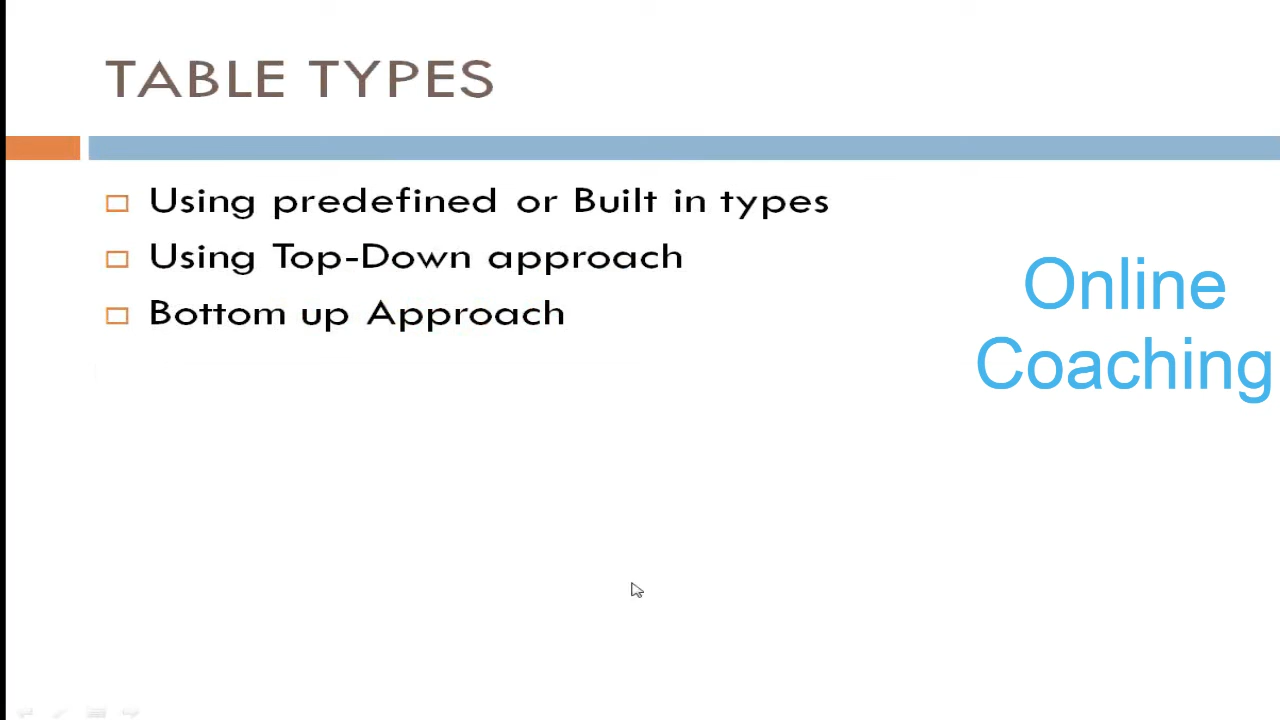 TABLE TYPES
Using predefined or Built in types
Using Top-Down approach
Bottom up Approach
Online
Coaching